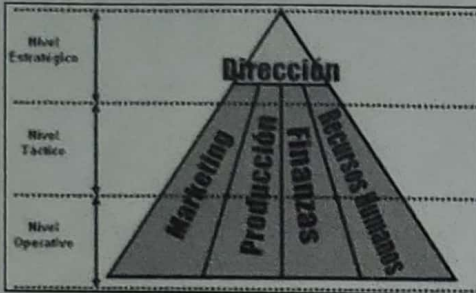 Nivel
Estratégico
Dirección
Nivel
Táctico
Marketing
Producción
Finanzas
Recursos Humanos
Nivel
Operativo